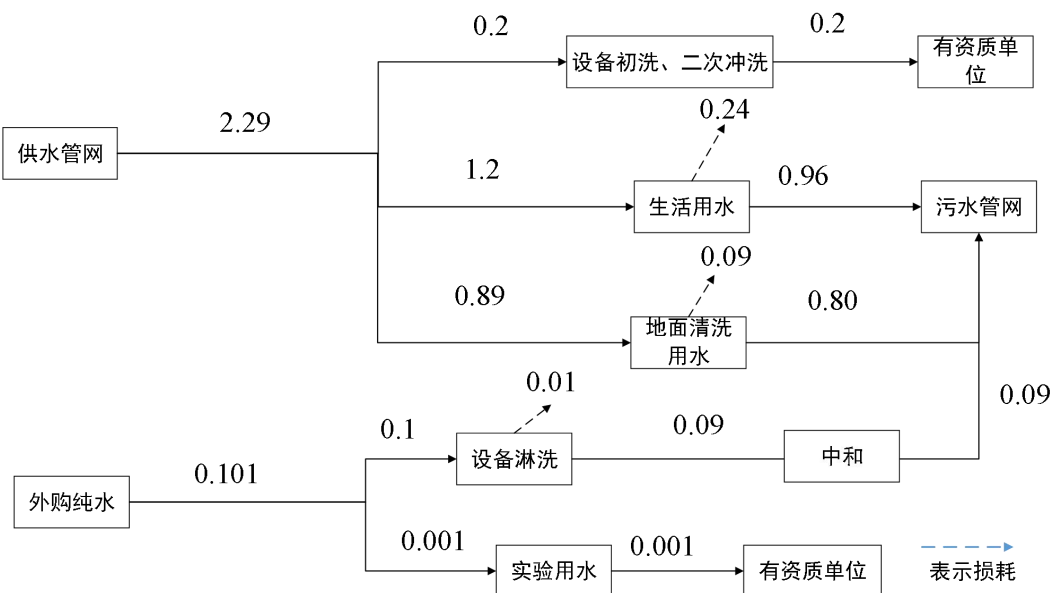 0.2
0.2
设备初洗、二次冲洗
有资质单
位
0.24
2.29
供水管网
1.2
0.96
生活用水
污水管网
0.09
0.89
0.80
地面清洗
用水
0.01
0.09
0.1
0.09
设备淋洗
中和
0.101
外购纯水
0.001
0.001
实验用水
有资质单位
表示损耗